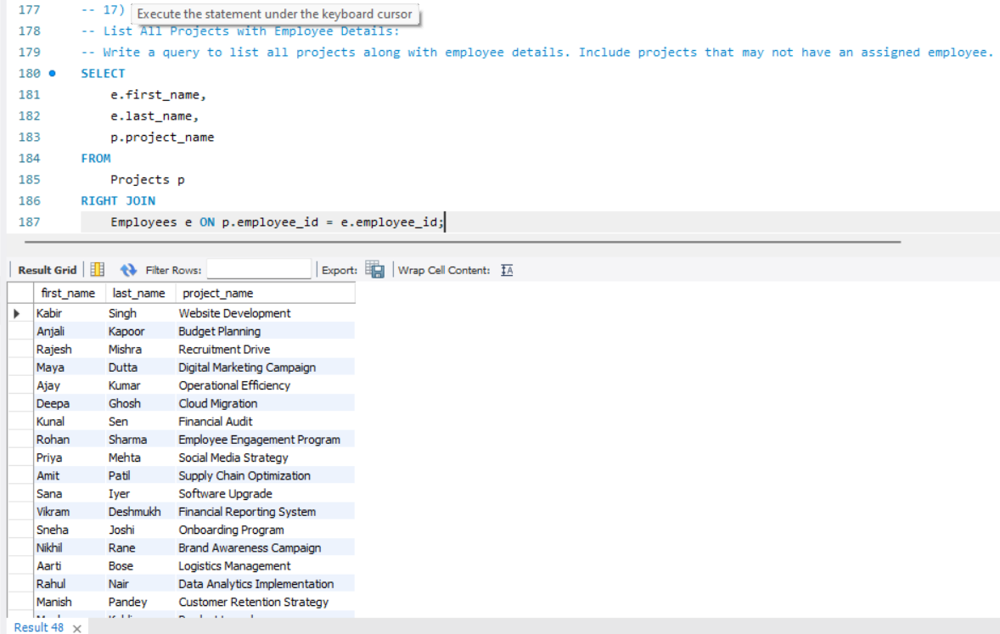 177 -- 17) Execute the statement under the keyboard cursor
178 -- List All Projects with Employee Details:
179 -- Write a query to list all projects along with employee details. Include projects that may not have an assigned employee.
180 SELECT
181 e.first_name,
182 e.last_name,
183 p.project_name
184 FROM
185 Projects p
186 RIGHT JOIN
187 Employees e ON p.employee_id = e.employee_id;
Result Grid Filter Rows: Export: Wrap Cell Content: IA
first_name last_name project_name
Kabir Singh Website Development
Anjali Kapoor Budget Planning
Rajesh Mishra Recruitment Drive
Maya Dutta Digital Marketing Campaign
Ajay Kumar Operational Efficiency
Deepa Ghosh Cloud Migration
Kunal Sen Financial Audit
Rohan Sharma Employee Engagement Program
Priya Mehta Social Media Strategy
Amit Patil Supply Chain Optimization
Sana Iyer Software Upgrade
Vikram Deshmukh Financial Reporting System
Sneha Joshi Onboarding Program
Nikhil Rane Brand Awareness Campaign
Aarti Bose Logistics Management
Rahul Nair Data Analytics Implementation
Manish Pandey Customer Retention Strategy
Result 48